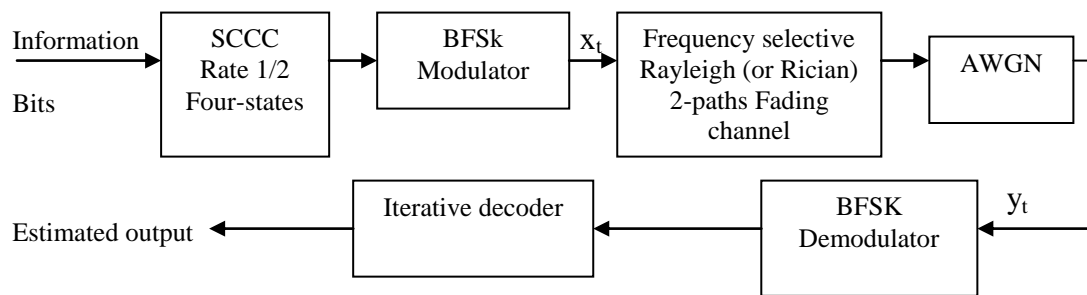 Information
Bits
SCCC
Rate 1/2
Four-states
BFSk
Modulator
xt
Frequency selective
Rayleigh (or Rician)
2-paths Fading
channel
AWGN
yt
BFSK
Demodulator
Iterative decoder
Estimated output